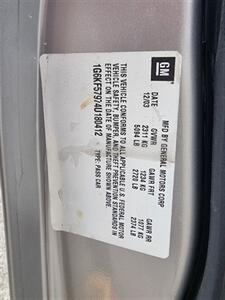 GM
MFD BY GENERAL MOTORS CORP
12/03 GVWR GAWR FRT GAWR RR
2311 KG 1234 KG 1077 KG
5094 LB 2720 LB 2374 LB
THIS VEHICLE CONFORMS TO ALL APPLICABLE U.S. FEDERAL MOTOR
VEHICLE SAFETY, BUMPER, AND THEFT PREVENTION STANDARDS IN
EFFECT ON THE DATE OF MANUFACTURE SHOWN ABOVE.
1G6KF57974U180412 TYPE: PASS CAR